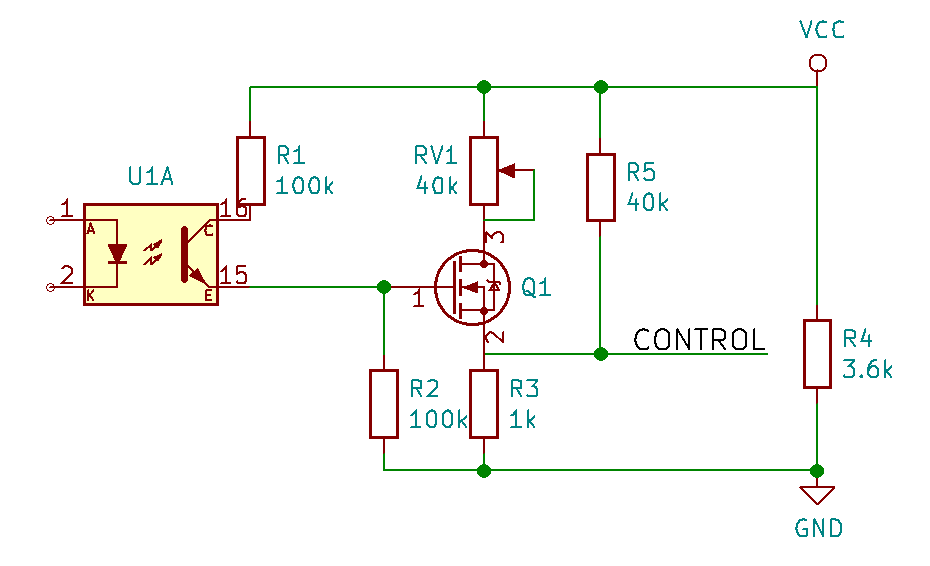 VCC
R1
100k
RV1
40k
R5
40k
U1A
1
16
A
C
3
2
15
K
E
1
Q1
2
CONTROL
R4
3.6k
R2
100k
R3
1k
GND